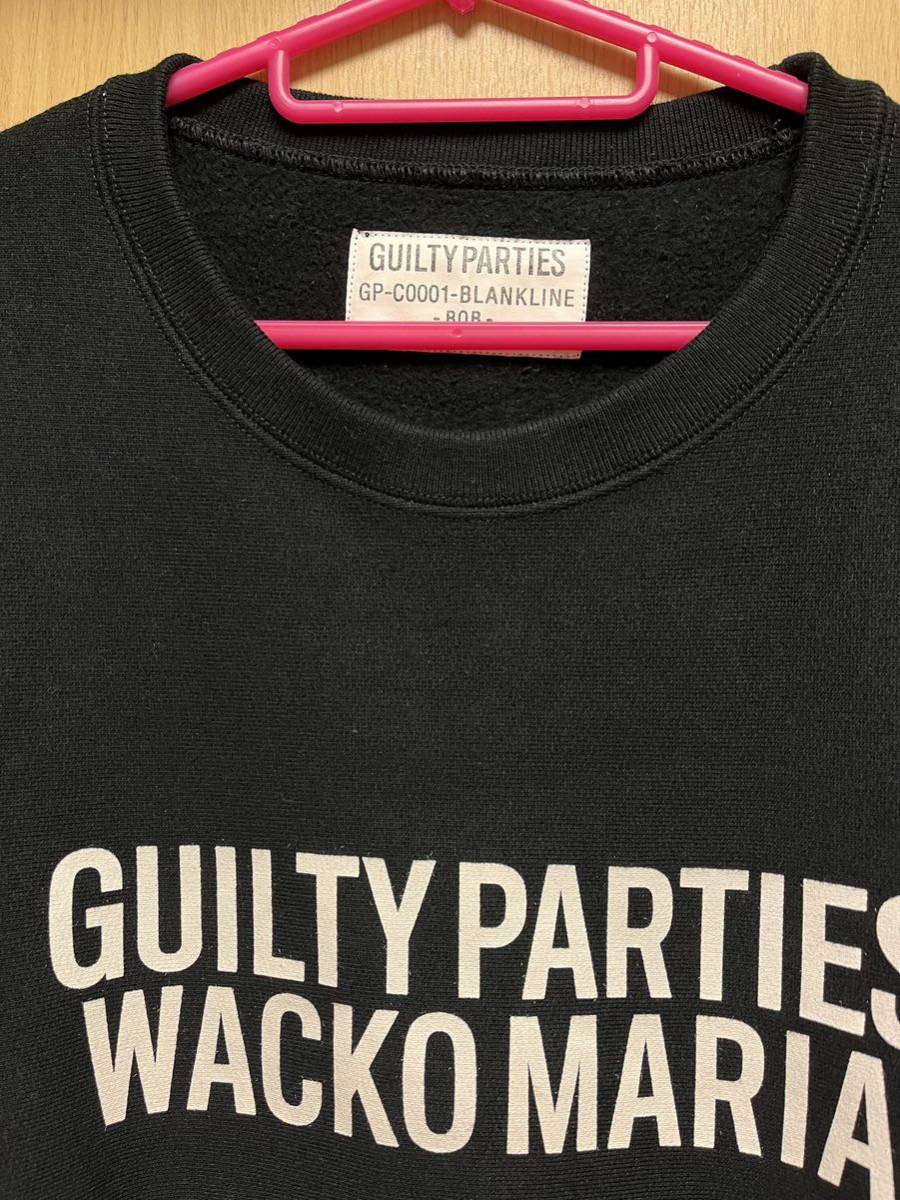 GUILTY PARTIES
GP-C0001-BLANKLINE
GUILTY PARTIES
WACKO MARIA